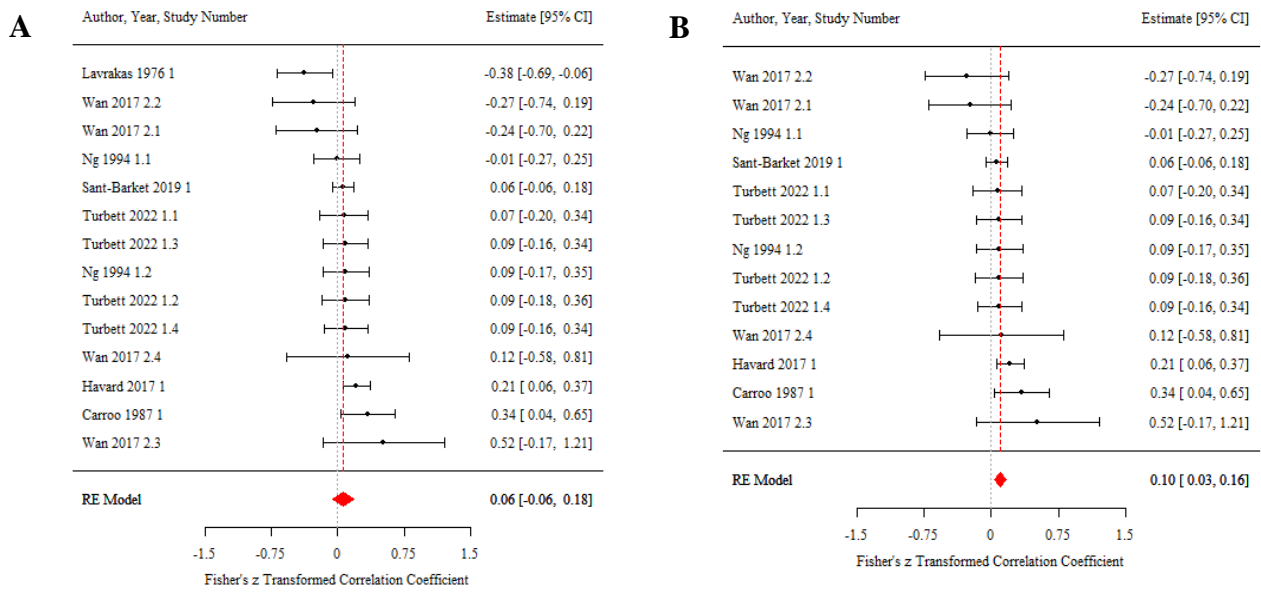 A
Author, Year, Study Number Estimate [95% CI]
Lavrakas 1976 1 -0.38 [-0.69, -0.06]
Wan 2017 2.2 -0.27 [-0.74, 0.19]
Wan 2017 2.1 -0.24 [-0.70, 0.22]
Ng 1994 1.1 -0.01 [-0.27, 0.25]
Sant-Barket 2019 1 0.06 [-0.06, 0.18]
Turbett 2022 1.1 0.07 [-0.20, 0.34]
Turbett 2022 1.3 0.09 [-0.16, 0.34]
Ng 1994 1.2 0.09 [-0.17, 0.35]
Turbett 2022 1.2 0.09 [-0.18, 0.36]
Turbett 2022 1.4 0.09 [-0.16, 0.34]
Wan 2017 2.4 0.12 [-0.58, 0.81]
Havard 2017 1 0.21 [ 0.06, 0.37]
Carroo 1987 1 0.34 [ 0.04, 0.65]
Wan 2017 2.3 0.52 [-0.17, 1.21]
RE Model 0.06 [-0.06, 0.18]
-1.5 -0.75 0 0.75 1.5
Fisher's z Transformed Correlation Coefficient
B
Author, Year, Study Number Estimate [95% CI]
Wan 2017 2.2 -0.27 [-0.74, 0.19]
Wan 2017 2.1 -0.24 [-0.70, 0.22]
Ng 1994 1.1 -0.01 [-0.27, 0.25]
Sant-Barket 2019 1 0.06 [-0.06, 0.18]
Turbett 2022 1.1 0.07 [-0.20, 0.34]
Turbett 2022 1.3 0.09 [-0.16, 0.34]
Ng 1994 1.2 0.09 [-0.17, 0.35]
Turbett 2022 1.2 0.09 [-0.18, 0.36]
Turbett 2022 1.4 0.09 [-0.16, 0.34]
Wan 2017 2.4 0.12 [-0.58, 0.81]
Havard 2017 1 0.21 [ 0.06, 0.37]
Carroo 1987 1 0.34 [ 0.04, 0.65]
Wan 2017 2.3 0.52 [-0.17, 1.21]
RE Model 0.10 [ 0.03, 0.16]
-1.5 -0.75 0 0.75 1.5
Fisher's z Transformed Correlation Coefficient